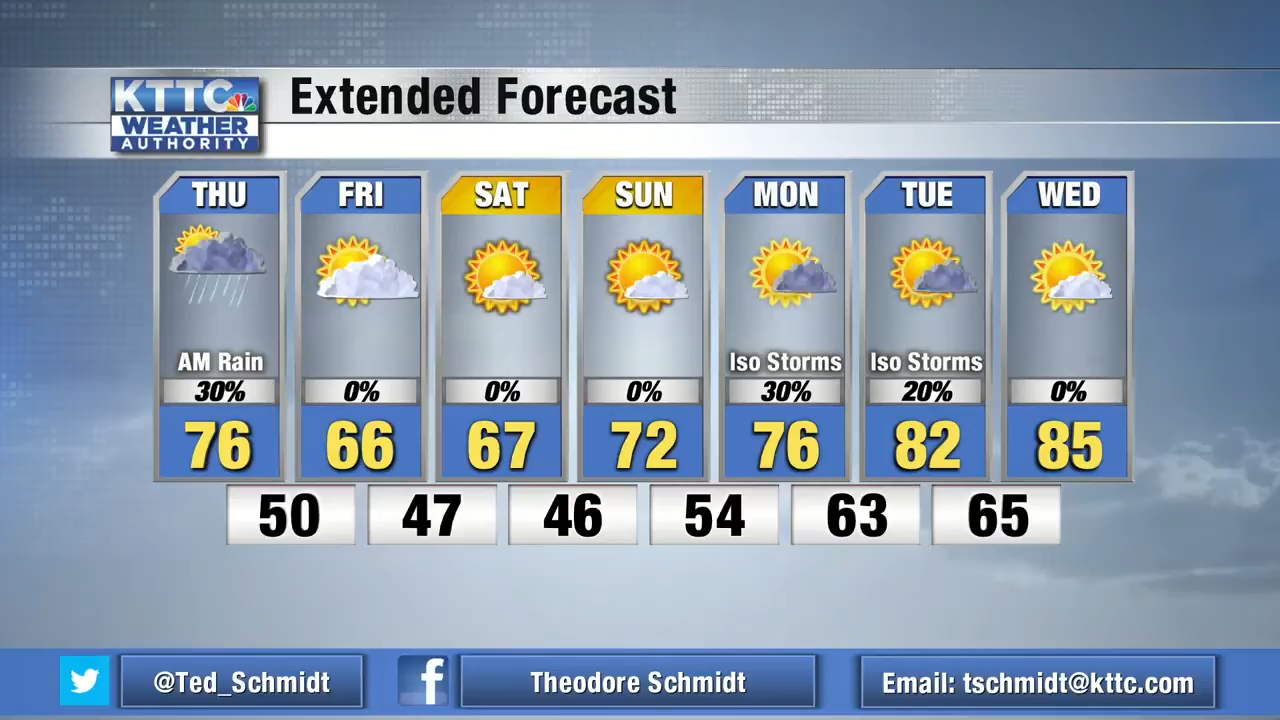 KTTC
WEATHER
AUTHORITY
Extended Forecast
THU FRI SAT SUN MON TUE WED
AM Rain Iso Storms Iso Storms
30% 0% 0% 0% 30% 20% 0%
76 66 67 72 76 82 85
50 47 46 54 63 65
@Ted_Schmidt f Theodore Schmidt Email: tschmidt@kttc.com